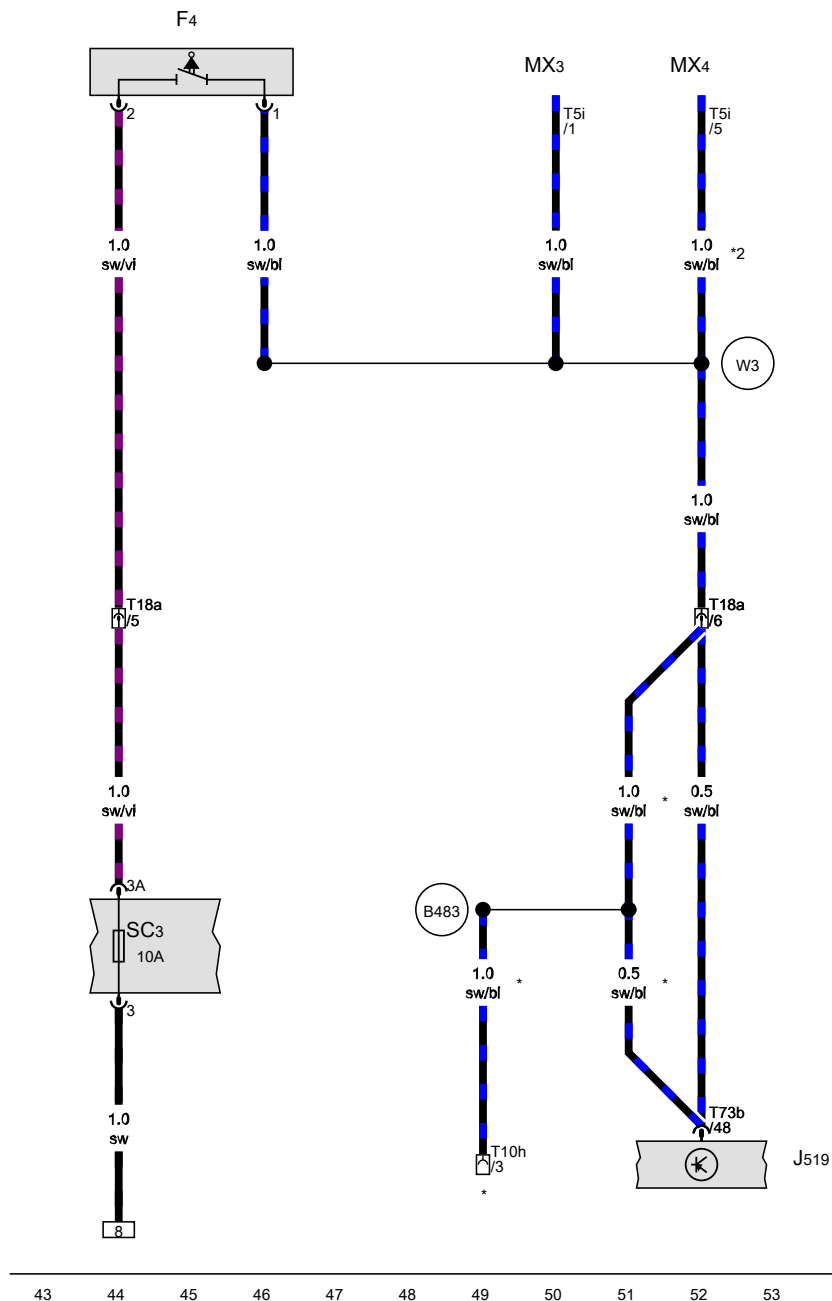 F4
MX3
MX4
2
1
T5i
/1
T5i
/5
1.0
sw/vi
1.0
sw/bl
1.0
sw/bl
1.0
sw/bl
*2
W3
1.0
sw/bl
T18a
/5
T18a
/6
1.0
sw/vi
1.0
sw/bl
*
0.5
sw/bl
3A
SC3
10A
B483
3
1.0
sw/bl
*
0.5
sw/bl
*
1.0
sw
T10h
/3
*
T73b
/48
J519
8
43 44 45 46 47 48 49 50 51 52 53